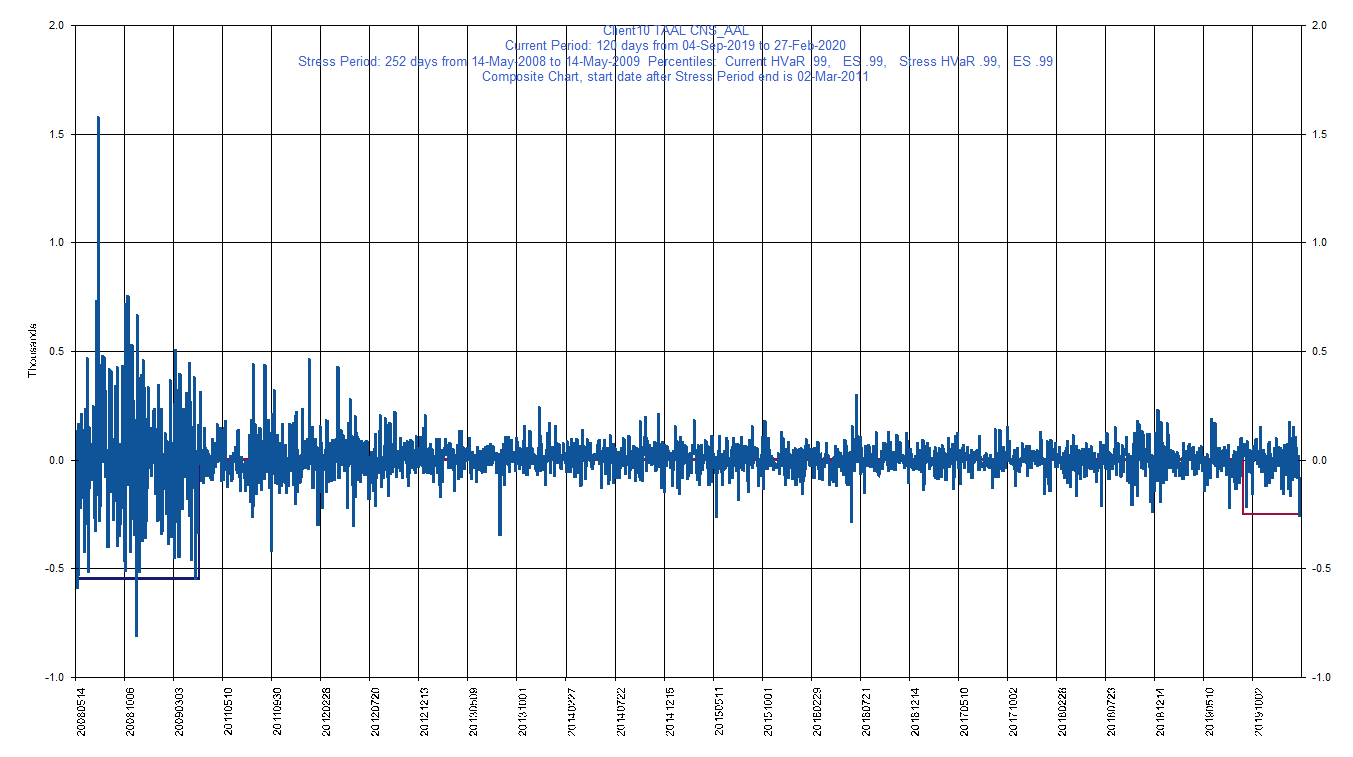 Client10 TAAL CNS_AAL
Current Period: 120 days from 04-Sep-2019 to 27-Feb-2020
Stress Period: 252 days from 14-May-2008 to 14-May-2009 Percentiles: Current HVaR .99, ES .99, Stress HVaR .99, ES .99
Composite Chart, start date after Stress Period end is 02-Mar-2011
2.0 2.0
1.5 1.5
1.0 1.0
0.5 0.5
0.0 0.0
-0.5 -0.5
-1.0 -1.0
Thousands
20080514 20081006 20090303 20110510 20110930 20120228 20120720 20121213 20130509 20131001 20140227 20140722 20141215 20150511 20151001 20160229 20160721 20161214 20170510 20171002 20180228 20180723 20181214 20190510 20191002